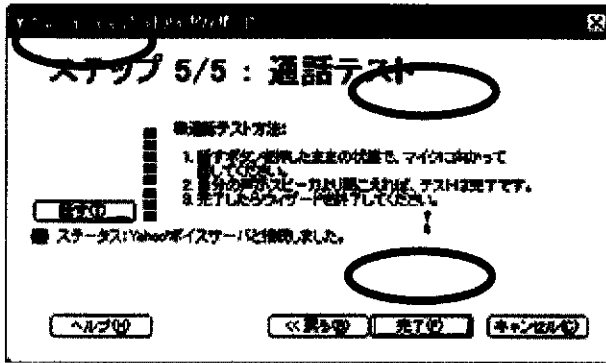 ステップ 5/5 : 通話テスト
■通話テスト方法:
1. 話すボタンを押したままの状態で、マイクに向かって
話してください。
2. 自分の声がスピーカより聞こえれば、テストは完了です。
3. 完了したらウィザードを終了してください。
話す(T)
ステータス:Yahoo!ボイスサーバと接続しました。
ヘルプ(H)
<< 戻る(B)
完了(F)
キャンセル(C)